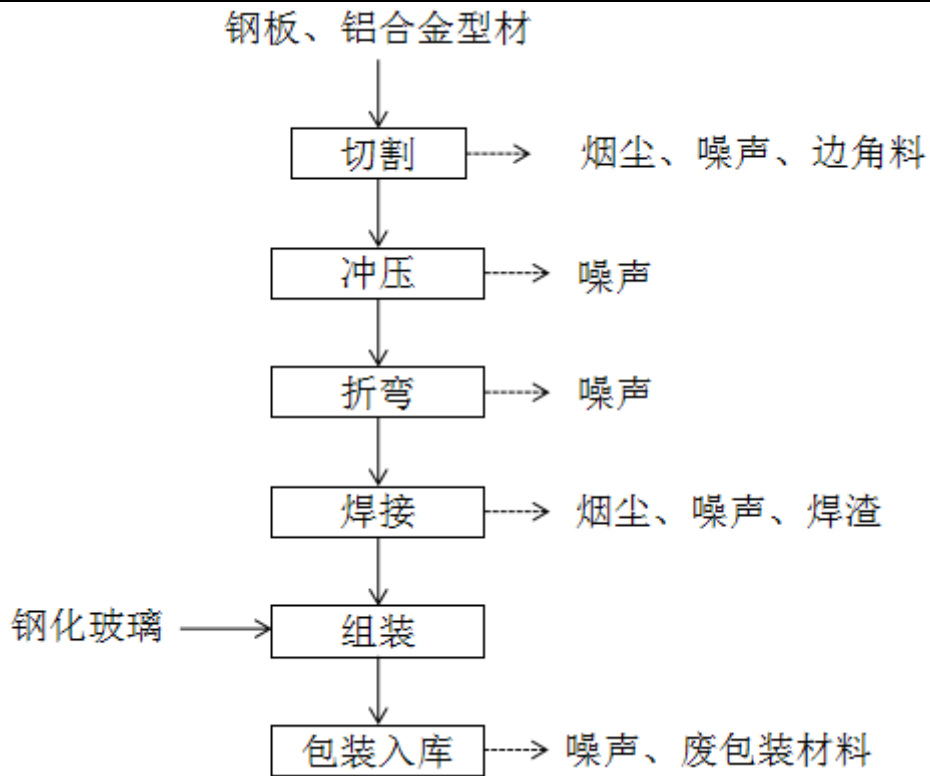 钢板、铝合金型材
切割
烟尘、噪声、边角料
冲压
噪声
折弯
噪声
焊接
烟尘、噪声、焊渣
钢化玻璃
组装
包装入库
噪声、废包装材料